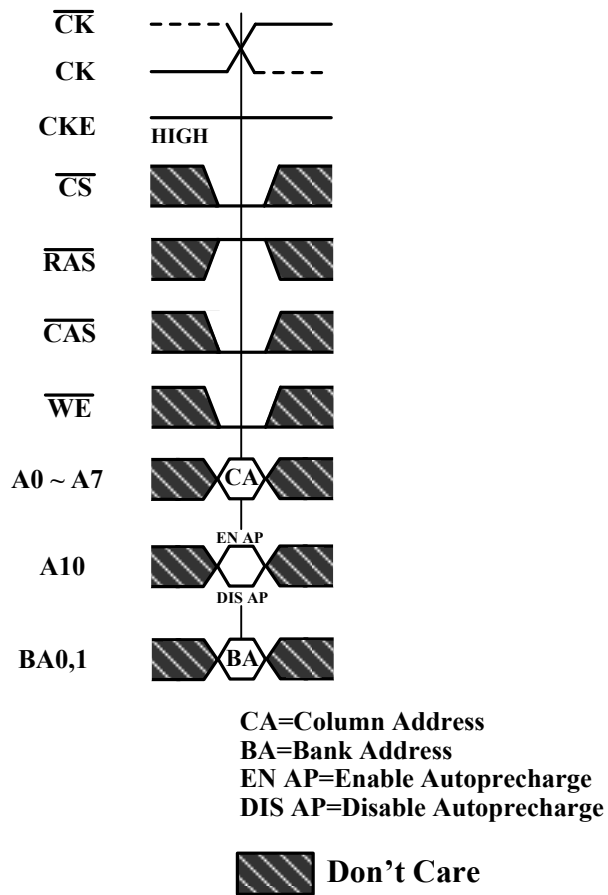 CK
CK
CKE
HIGH
CS
RAS
CAS
WE
A0 ~ A7
CA
EN AP
A10
DIS AP
BA0,1
BA
CA=Column Address
BA=Bank Address
EN AP=Enable Autoprecharge
DIS AP=Disable Autoprecharge
Don't Care